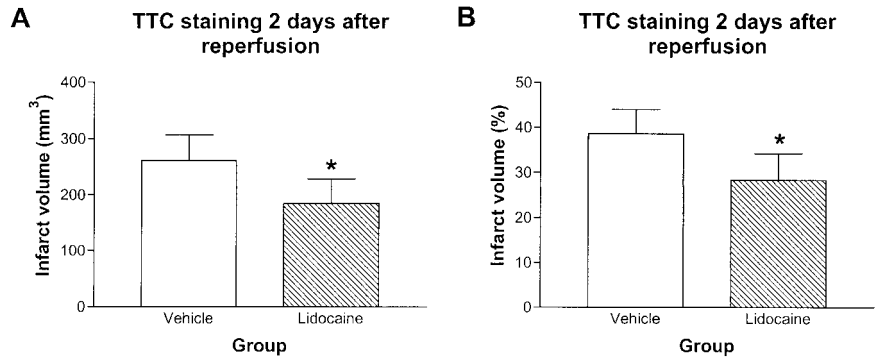 A
TTC staining 2 days after
reperfusion
Infarct volume (mm³)
400
300
200
100
0
*
Vehicle
Lidocaine
Group
B
TTC staining 2 days after
reperfusion
Infarct volume (%)
50
40
30
20
10
0
*
Vehicle
Lidocaine
Group